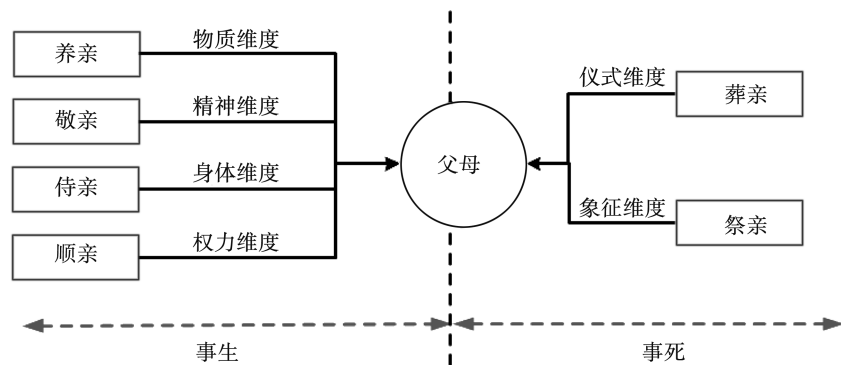 养亲
物质维度
敬亲
精神维度
侍亲
身体维度
顺亲
权力维度
父母
仪式维度
葬亲
象征维度
祭亲
事生
事死